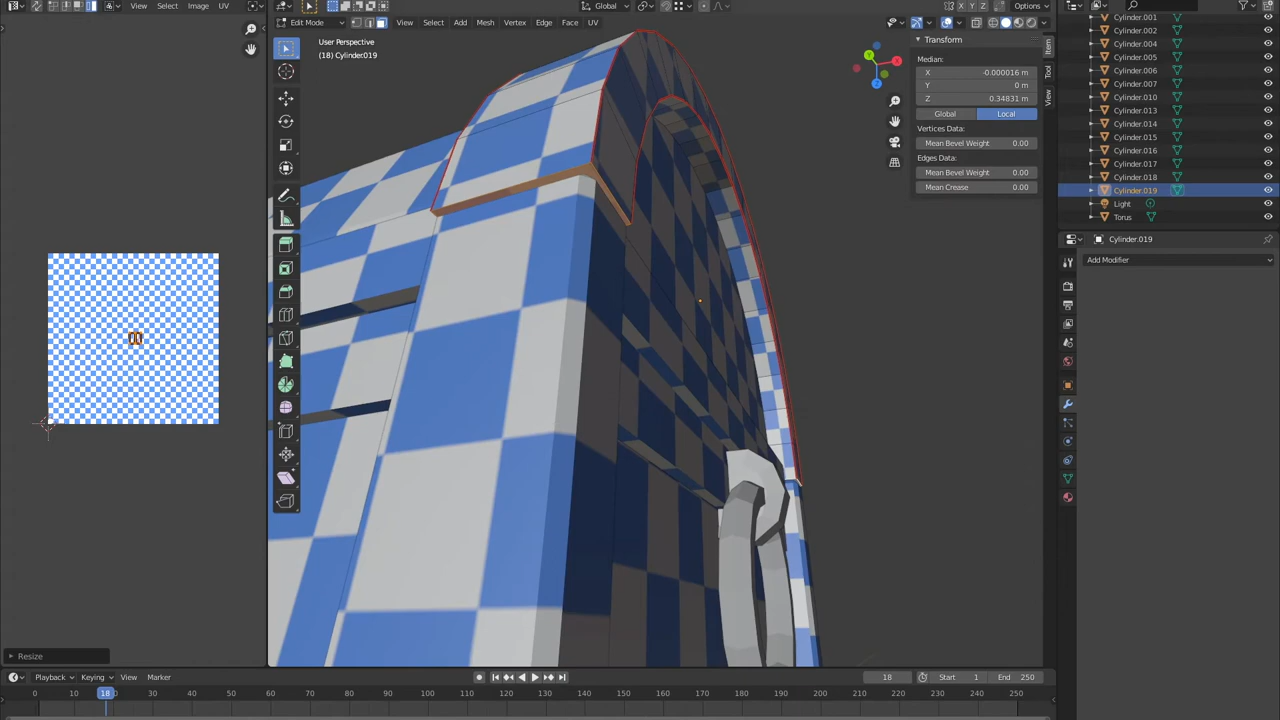 View Select Image UV
Edit Mode View Select Add Mesh Vertex Edge Face UV
Global
X Y Z Options
User Perspective
(18) Cylinder019
Transform
Median:
X -0.000016 m
Y 0 m
Z 0.34831 m
Global Local
Vertices Data:
Mean Bevel Weight 0.00
Edges Data:
Mean Bevel Weight 0.00
Mean Crease 0.00
Item
Tool
View
Cylinder.001
Cylinder.002
Cylinder.004
Cylinder.005
Cylinder.006
Cylinder.007
Cylinder.010
Cylinder.013
Cylinder.014
Cylinder.015
Cylinder.016
Cylinder.017
Cylinder.018
Cylinder.019
Light
Torus
Cylinder.019
Add Modifier
Resize
Playback Keying View Marker
18 Start 1 End 250
0 10 18 30 40 50 60 70 80 90 100 110 120 130 140 150 160 170 180 190 200 210 220 230 240 250